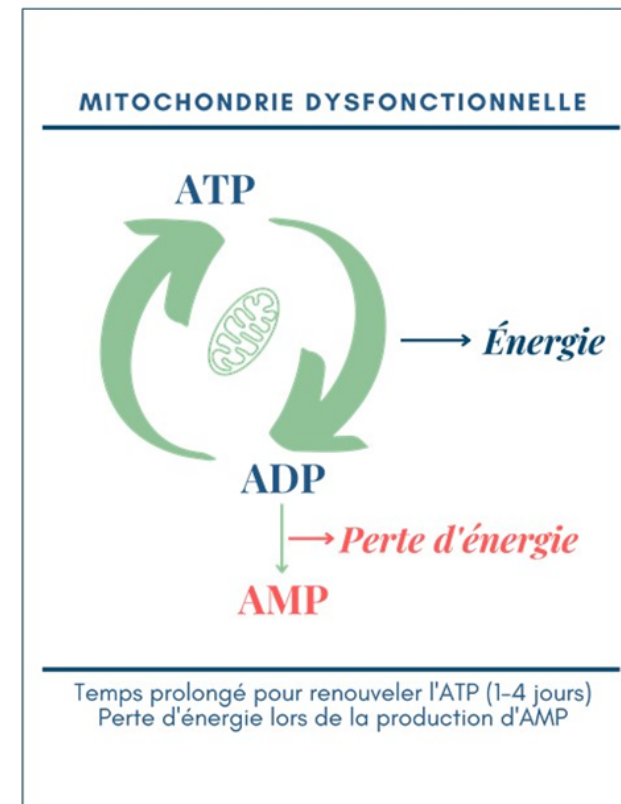 MITOCHONDRIE DYSFONCTIONNELLE
ATP
Énergie
ADP
Perte d'énergie
AMP
Temps prolongé pour renouveler l'ATP (1-4 jours)
Perte d'énergie lors de la production d'AMP